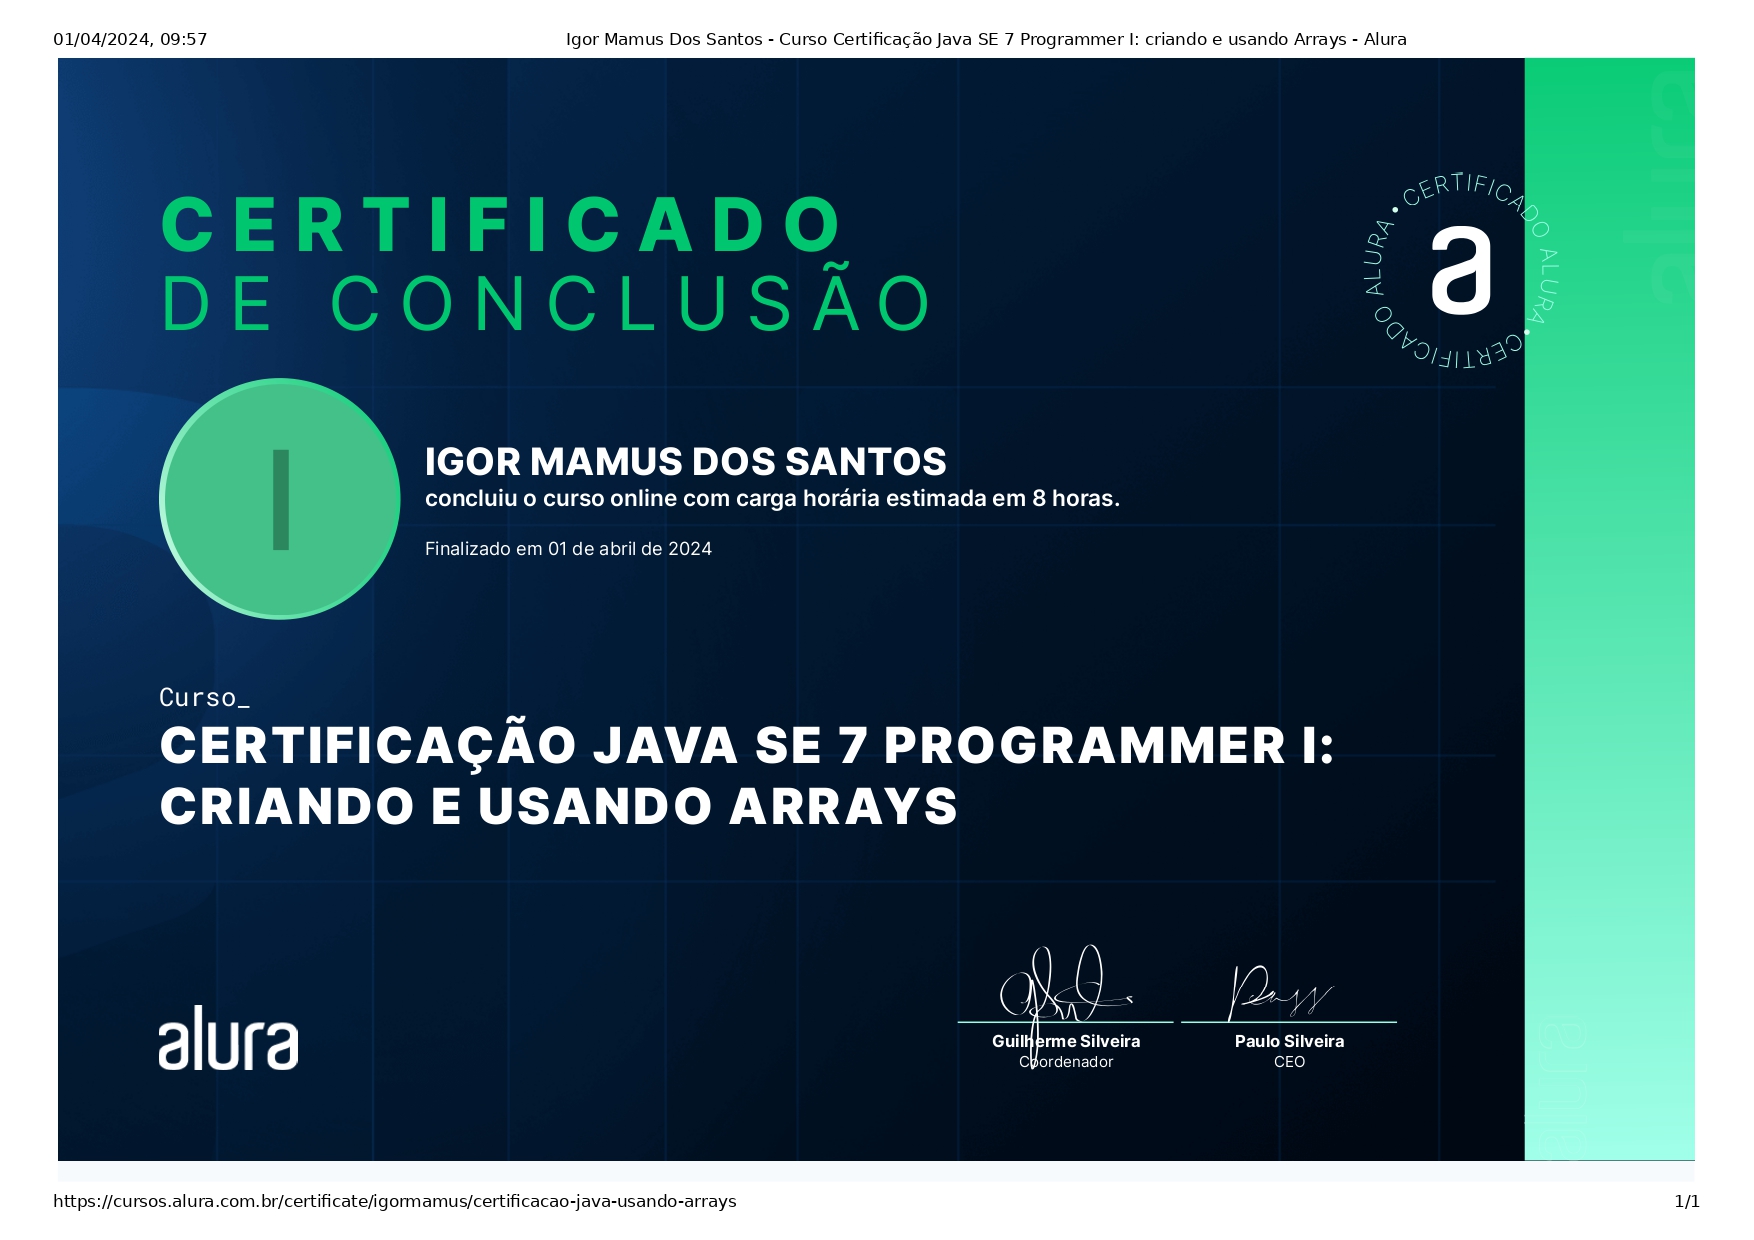 01/04/2024, 09:57
Igor Mamus Dos Santos - Curso Certificação Java SE 7 Programmer I: criando e usando Arrays - Alura
CERTIFICADO
DE CONCLUSÃO
• CERTIFICADO ALURA • CERTIFICADO ALURA
a
alura
I
IGOR MAMUS DOS SANTOS
concluiu o curso online com carga horária estimada em 8 horas.
Finalizado em 01 de abril de 2024
Curso_
CERTIFICAÇÃO JAVA SE 7 PROGRAMMER I:
CRIANDO E USANDO ARRAYS
alura
Guilherme Silveira
Coordenador
Paulo Silveira
CEO
alura
https://cursos.alura.com.br/certificate/igormamus/certificacao-java-usando-arrays
1/1